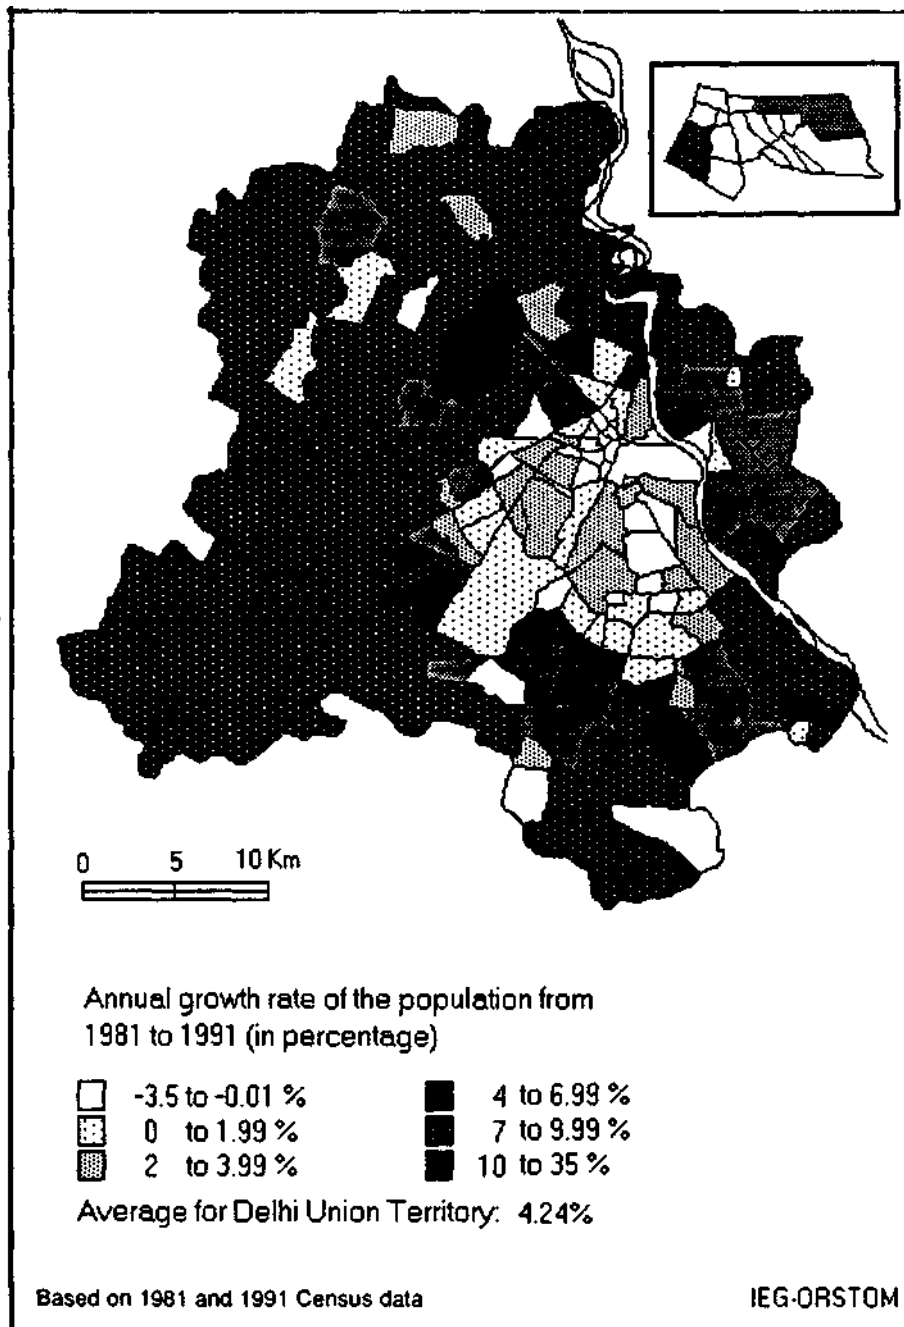 0 5 10 Km
Annual growth rate of the population from
1981 to 1991 (in percentage)
-3.5 to -0.01 %
0 to 1.99 %
2 to 3.99 %
4 to 6.99 %
7 to 9.99 %
10 to 35 %
Average for Delhi Union Territory: 4.24%
Based on 1981 and 1991 Census data
IEG-ORSTOM